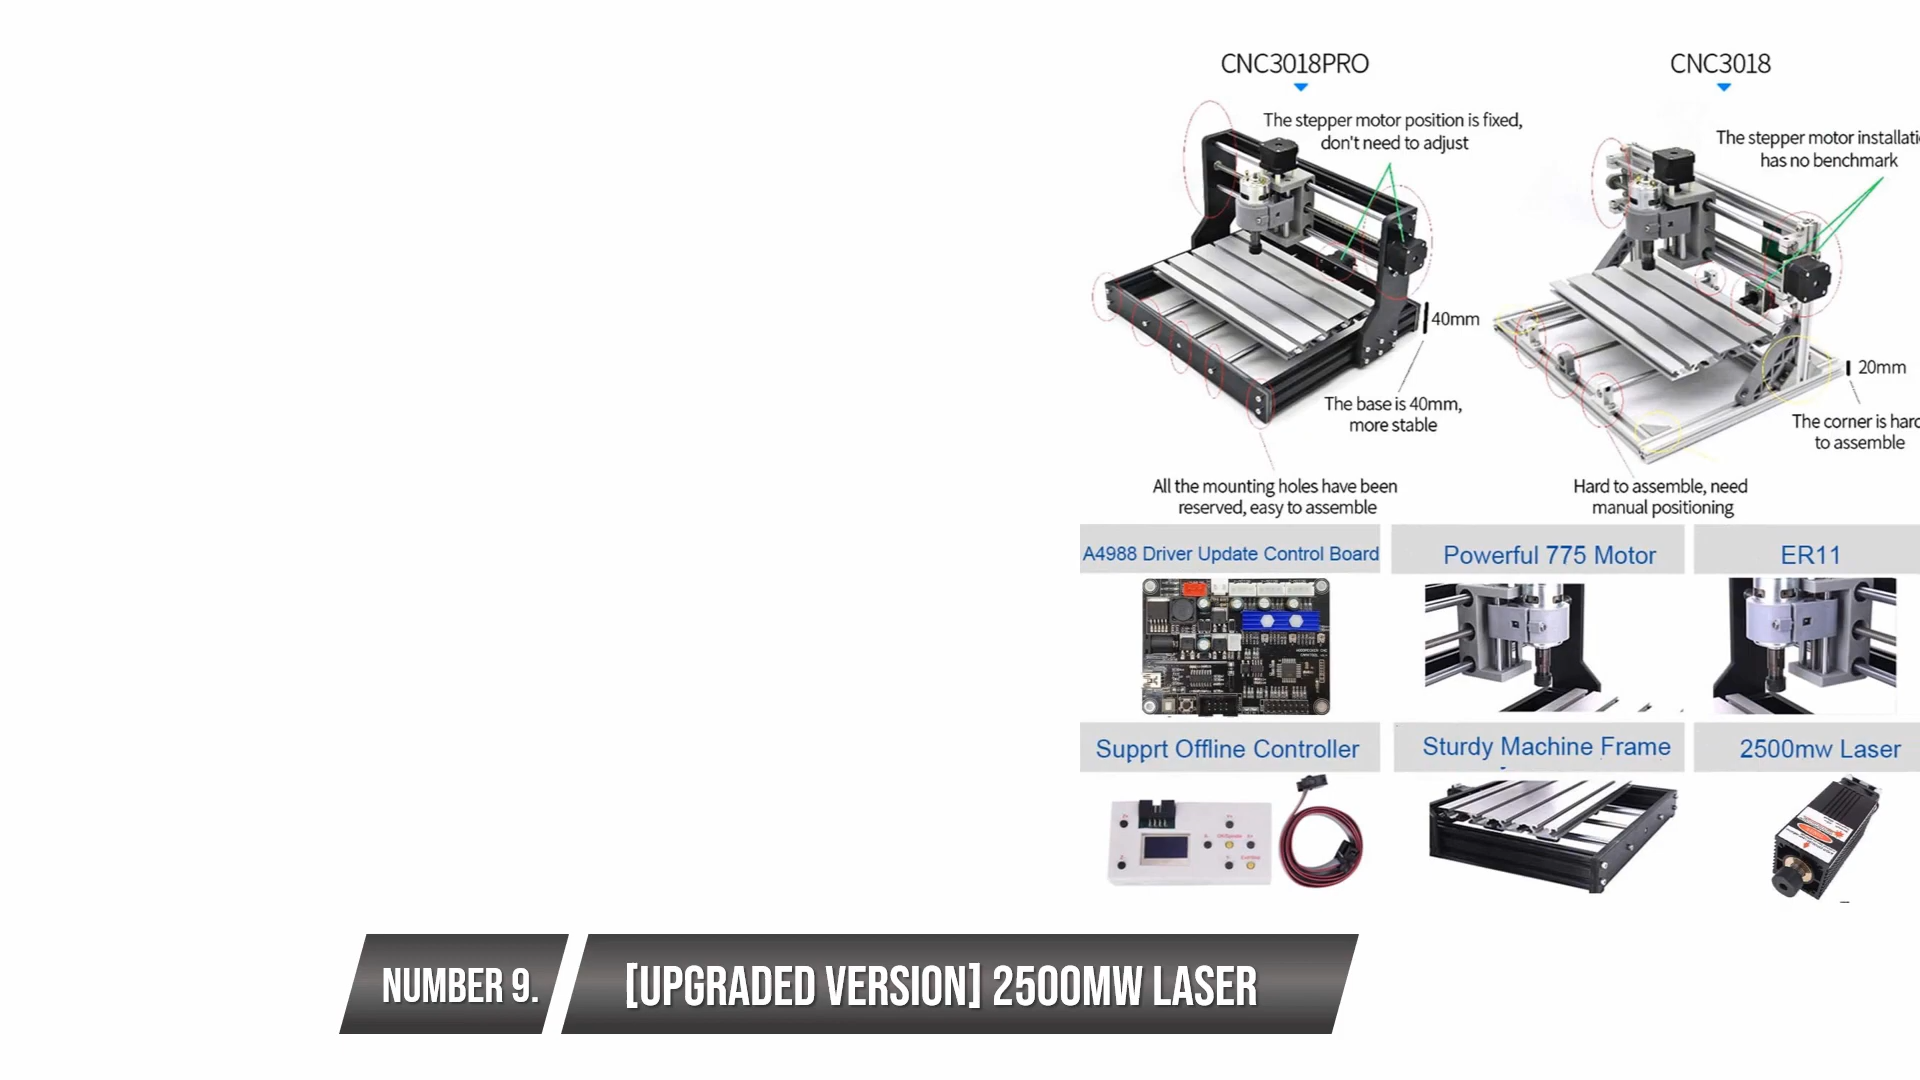 CNC3018PRO
CNC3018
The stepper motor position is fixed,
don't need to adjust
The stepper motor
has no benchmark
40mm
20mm
The base is 40mm,
more stable
The corner is
to assemble
All the mounting holes have been
reserved, easy to assemble
Hard to assemble, need
manual positioning
A4988 Driver Update Control Board
Powerful 775 Motor
ER11
Supprt Offline Controller
Sturdy Machine Frame
2500mw Laser
NUMBER 9.
[UPGRADED VERSION] 2500MW LASER